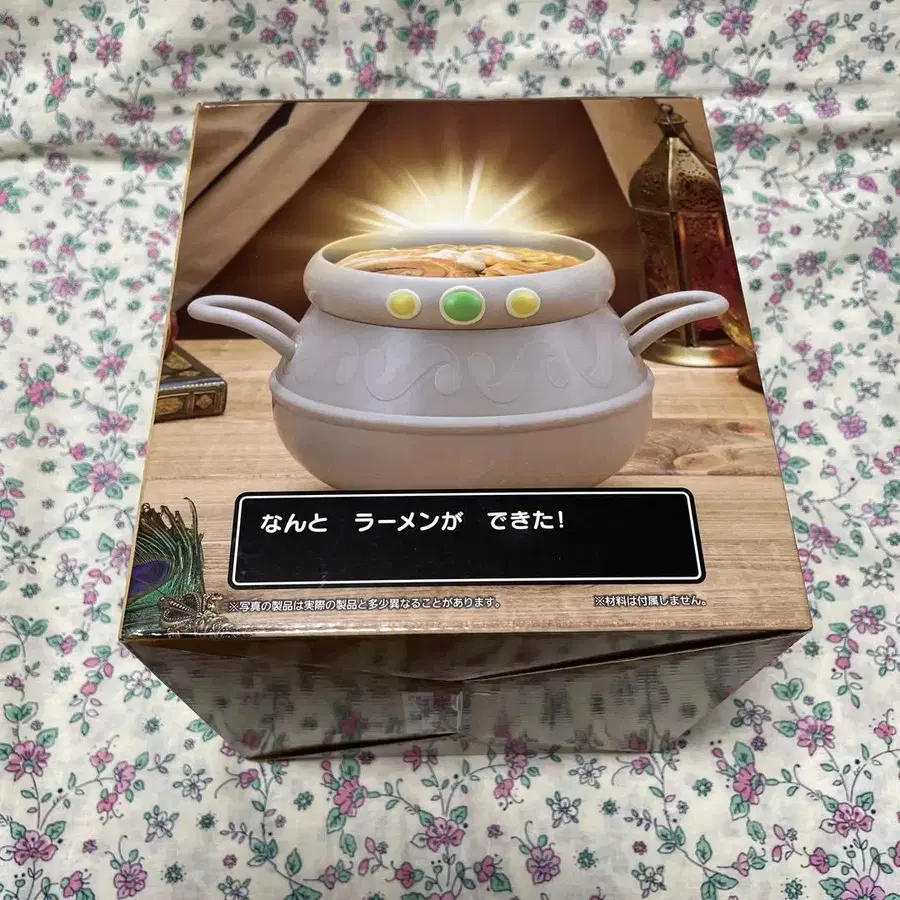 なんと　ラーメンが　できた！
※写真の製品は実際の製品と多少異なることがあります。
※材料は付属しません。